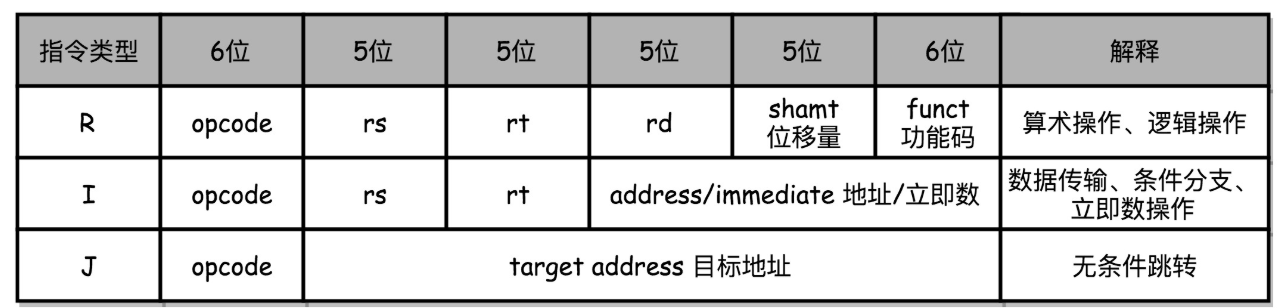 指令类型 6位 5位 5位 5位 5位 6位 解释
R opcode rs rt rd shamt 位移量 funct 功能码 算术操作、逻辑操作
I opcode rs rt address/immediate 地址/立即数 数据传输、条件分支、
立即数操作
J opcode target address 目标地址 无条件跳转